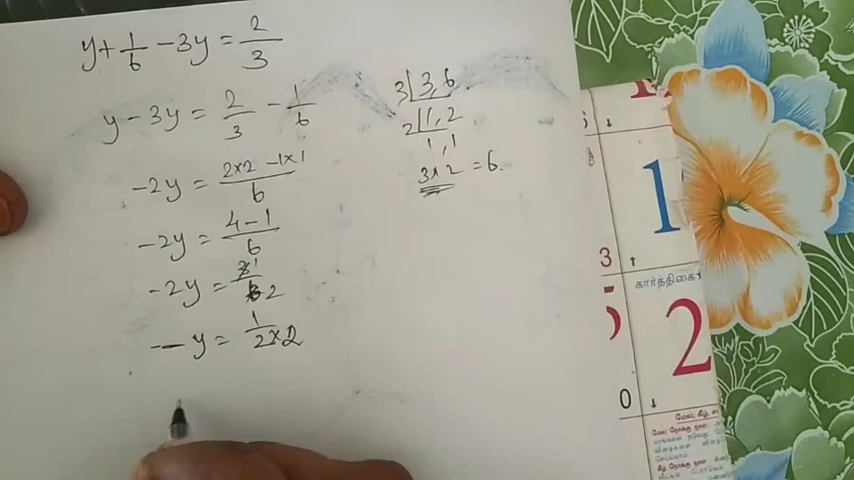 y + 1/6 - 3y = 2/3
y - 3y = 2/3 - 1/6
-2y = 2×2 - 1×1 / 6
-2y = 4 - 1 / 6
-2y = 3 1 / 6 2
- y = 1 / 2×2
3 | 3, 6
2 | 1, 2
1, 1
3×2 = 6.
1
3
கார்த்திகை
2
0